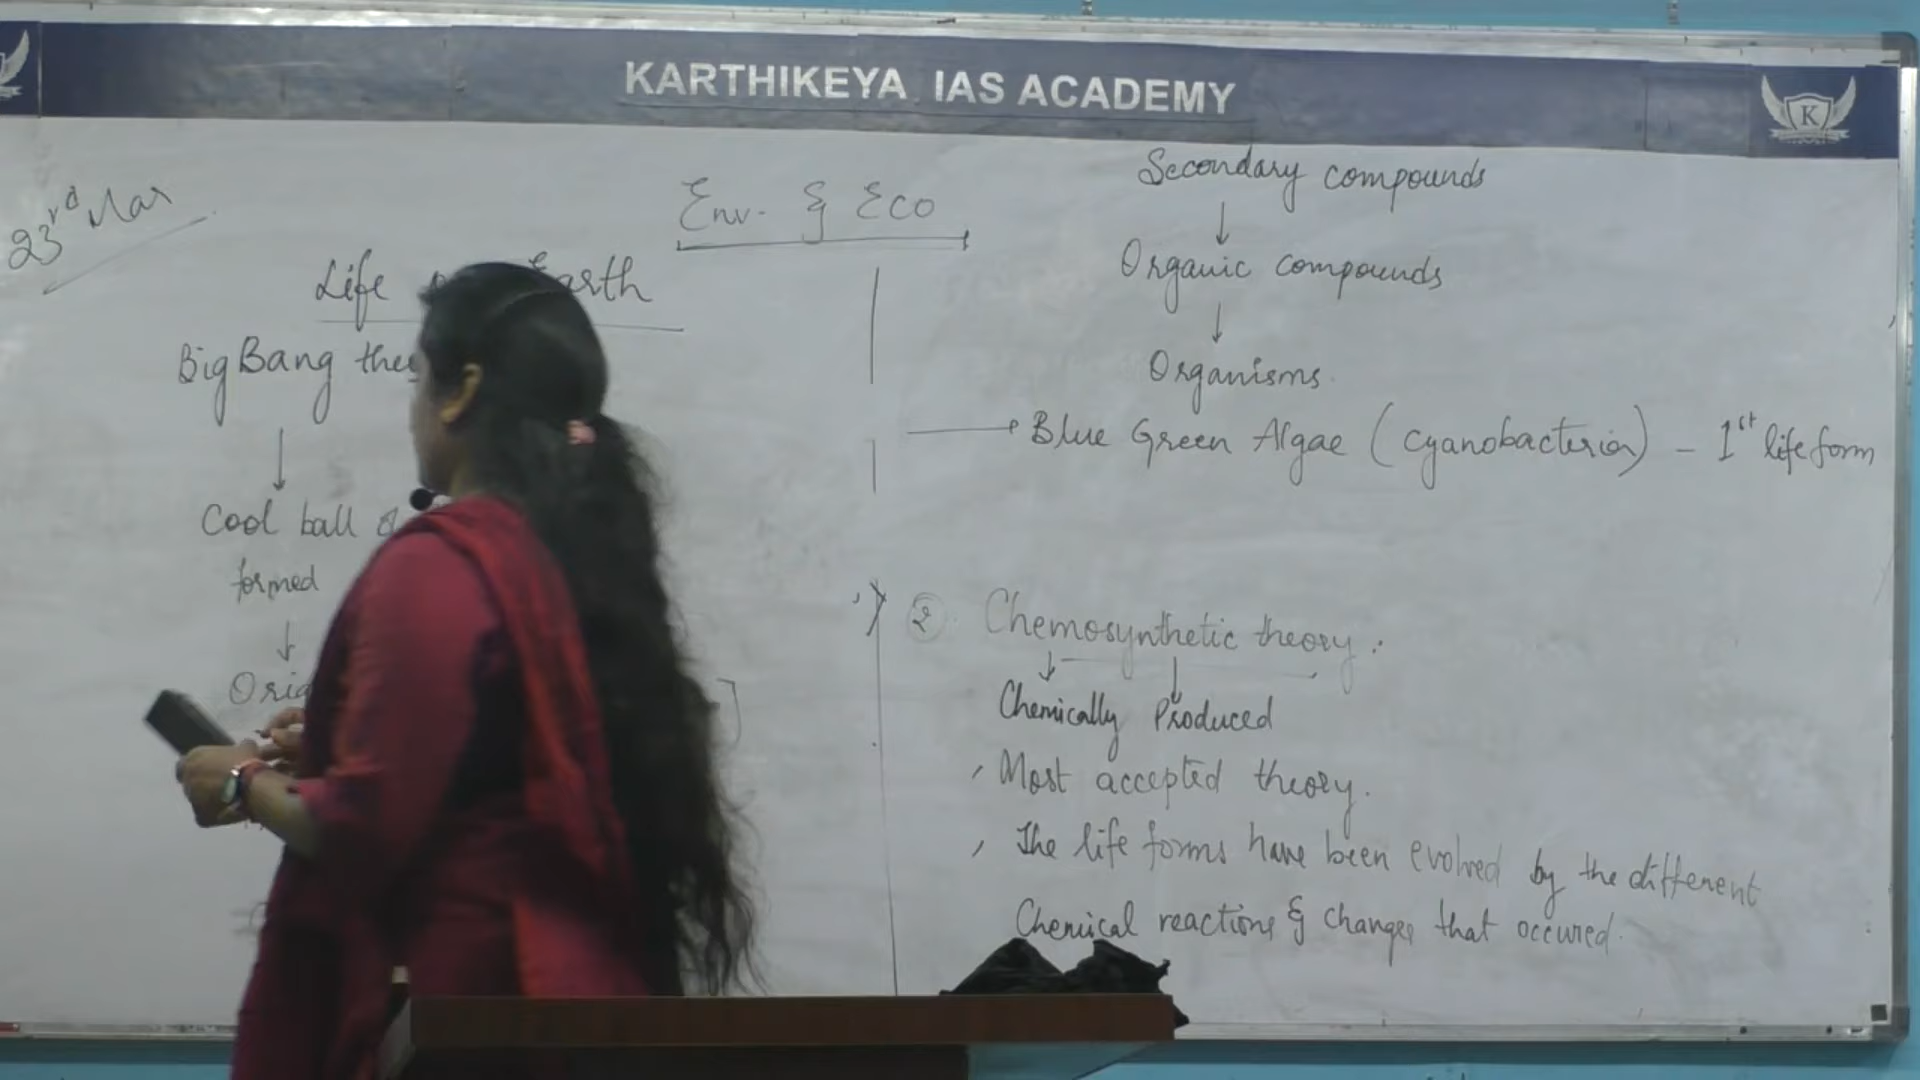 KARTHIKEYA IAS ACADEMY
K
23rd Mar
Env. & Eco
Life Earth
Big Bang
Cool ball
formed
Secondary compounds
↓
Organic compounds
↓
Organisms
→ Blue Green Algae (Cyanobacteria) - 1st life form
2. Chemosynthetic theory:
Chemically Produced
Most accepted theory.
The life forms have been evolved by the different
Chemical reactions & changes that occured.